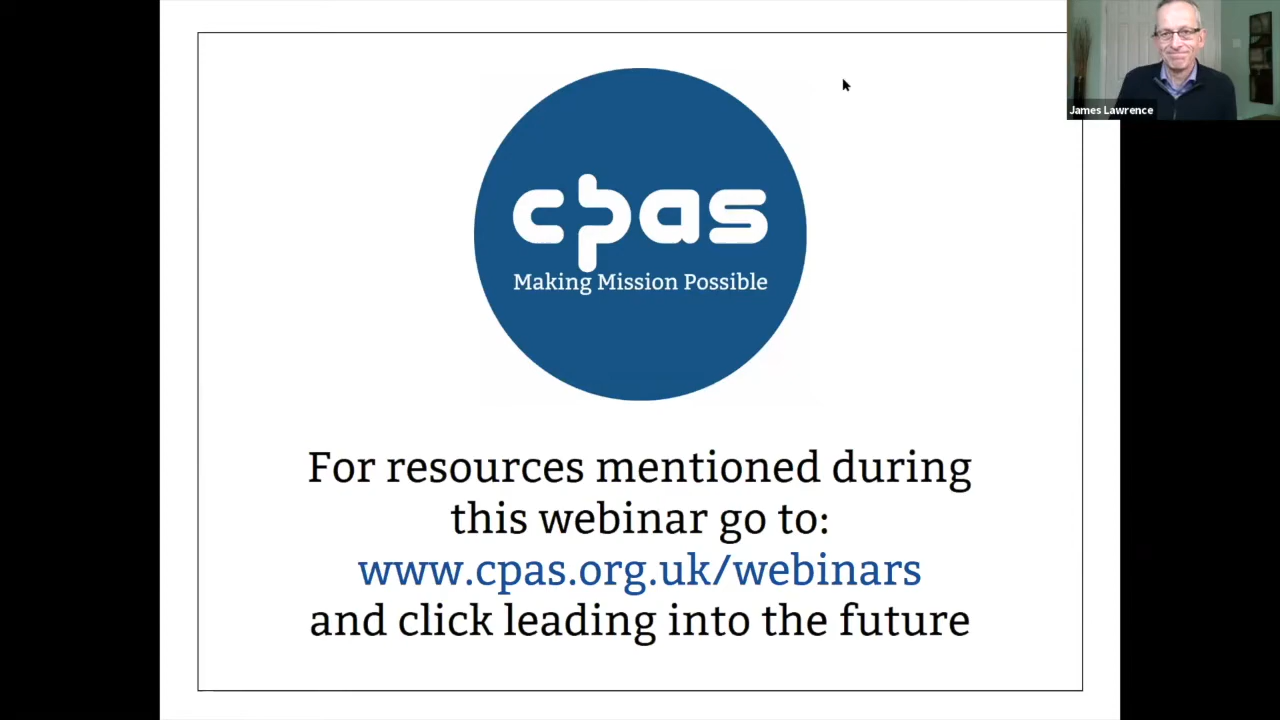 cpas
Making Mission Possible
James Lawrence
For resources mentioned during
this webinar go to:
www.cpas.org.uk/webinars
and click leading into the future